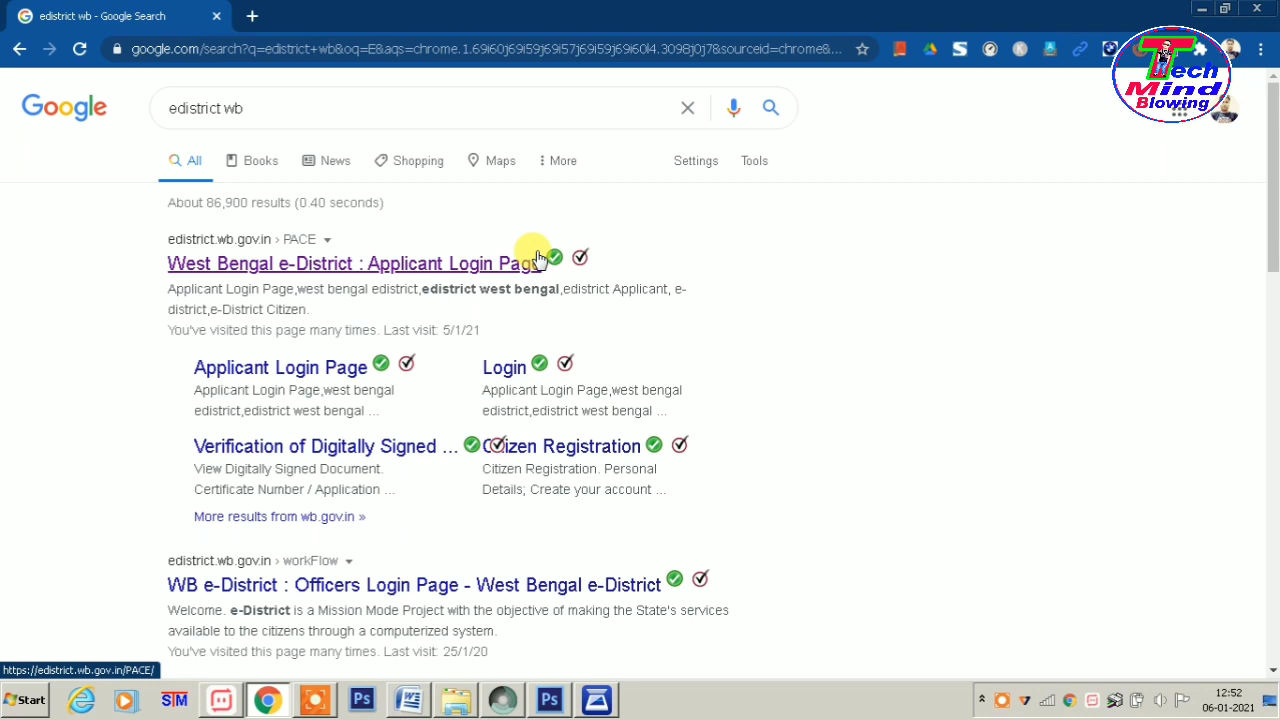 edistrict wb - Google Search
google.com/search?q=edistrict+wb&oq=E&aqs=chrome.1.69i60j69i59j69i57j69i59j69i60l4.3098j0j7&sourceid=chrome&...
Tech
Mind
Blowing
Google
edistrict wb
All Books News Shopping Maps More Settings Tools
About 86,900 results (0.40 seconds)
edistrict.wb.gov.in › PACE
West Bengal e-District : Applicant Login Page
Applicant Login Page,west bengal edistrict,edistrict west bengal,edistrict Applicant, e-
district,e-District Citizen.
You've visited this page many times. Last visit: 5/1/21
Applicant Login Page
Applicant Login Page,west bengal
edistrict,edistrict west bengal ...
Login
Applicant Login Page,west bengal
edistrict,edistrict west bengal ...
Verification of Digitally Signed ...
View Digitally Signed Document.
Certificate Number / Application ...
Citizen Registration
Citizen Registration. Personal
Details; Create your account ...
More results from wb.gov.in »
edistrict.wb.gov.in › workFlow
WB e-District : Officers Login Page - West Bengal e-District
Welcome. e-District is a Mission Mode Project with the objective of making the State's services
available to the citizens through a computerized system.
You've visited this page many times. Last visit: 25/1/20
https://edistrict.wb.gov.in/PACE/
Start
STM
Ps
Ps
12:52
06-01-2021